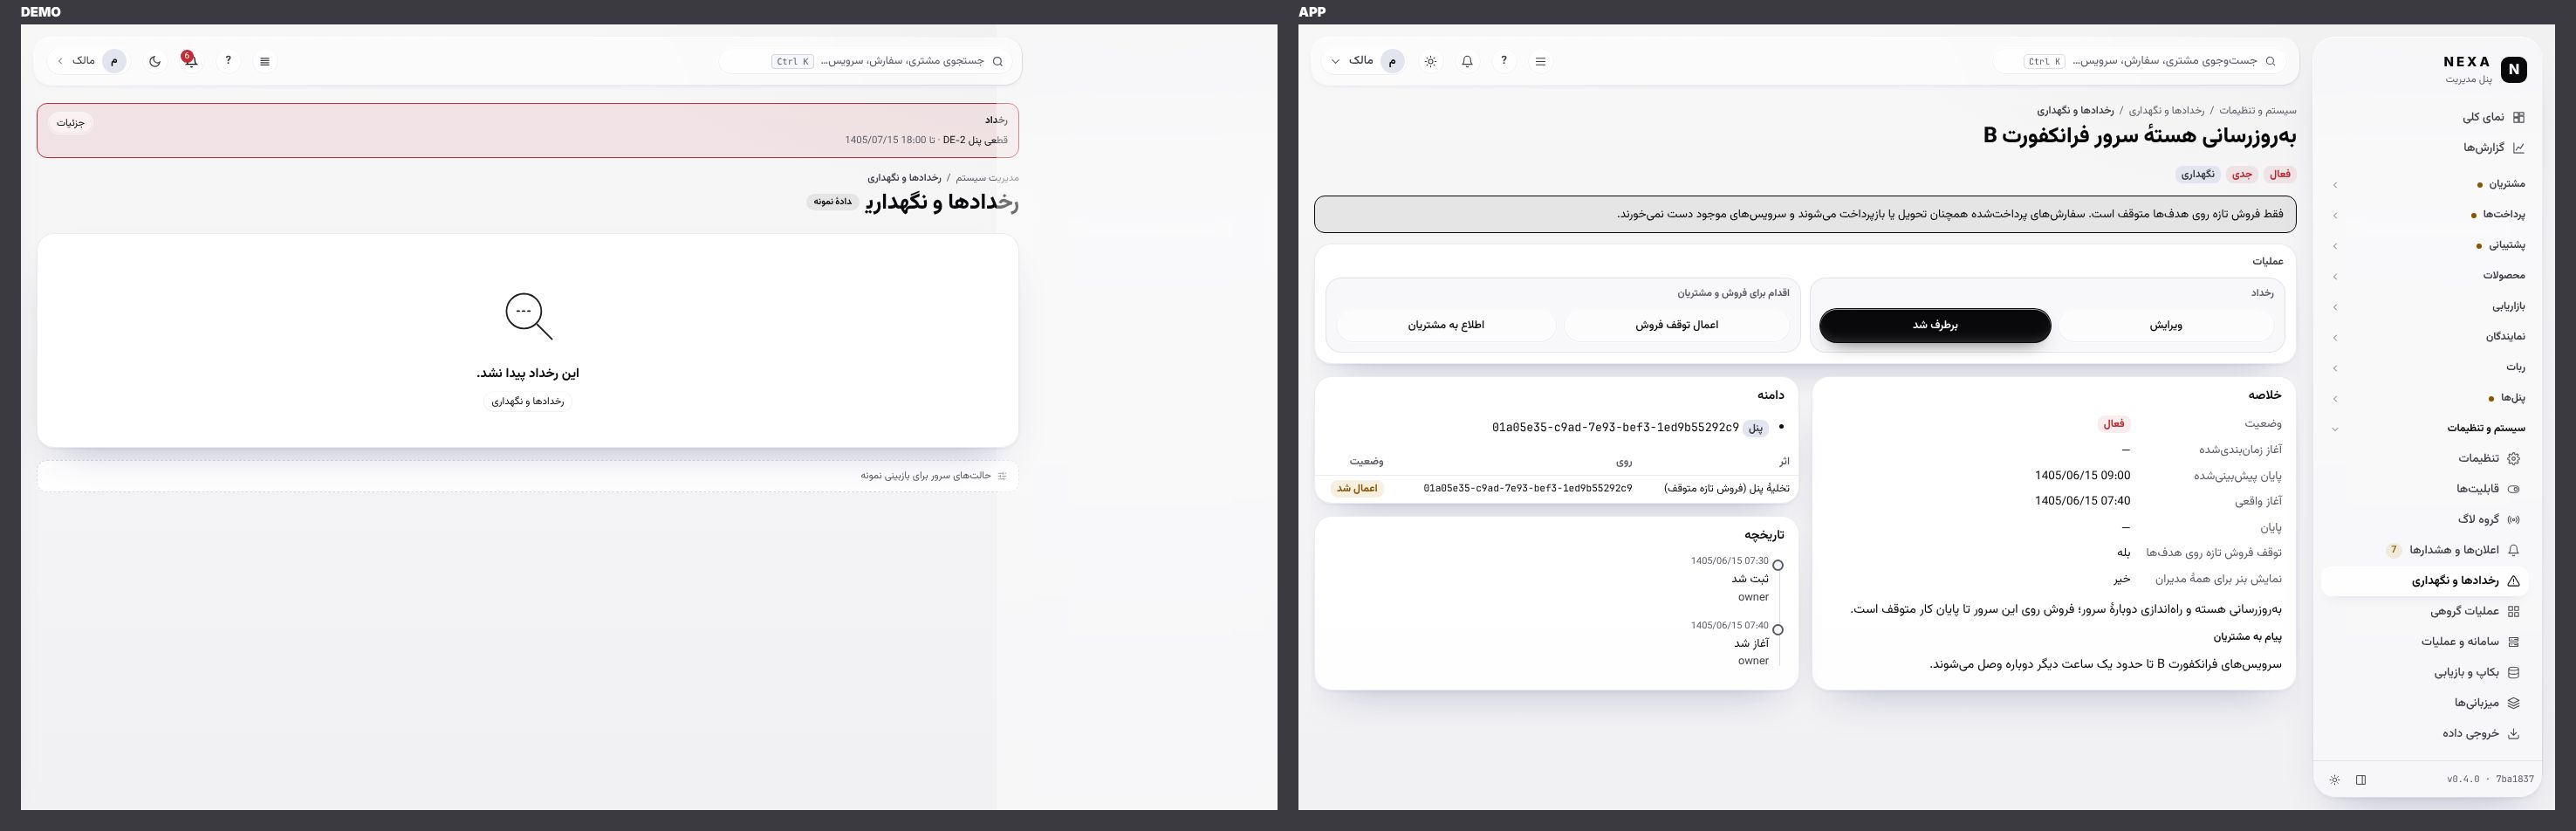 DEMO
جستجوی مشتری، سفارش، سرویس...
Ctrl K
?
6
م
مالک
رخداد
قطعی پنل DE-2 · تا 18:00 1405/07/15
جزئیات
مدیریت سیستم / رخدادها و نگهداری
رخدادها و نگهداری
دادهٔ نمونه
این رخداد پیدا نشد.
رخدادها و نگهداری
حالت‌های سرور برای بازبینی نمونه
APP
NEXA
N
پنل مدیریت
نمای کلی
گزارش‌ها
مشتریان
پرداخت‌ها
پشتیبانی
محصولات
بازاریابی
نمایندگان
ربات
پنل‌ها
سیستم و تنظیمات
تنظیمات
قابلیت‌ها
گروه لاگ
اعلان‌ها و هشدارها
7
رخدادها و نگهداری
عملیات گروهی
سامانه و عملیات
بکاپ و بازیابی
میزبانی‌ها
خروجی داده
v0.4.0 · 7ba1837
جست‌وجوی مشتری، سفارش، سرویس...
Ctrl K
?
م
مالک
سیستم و تنظیمات / رخدادها و نگهداری / رخدادها و نگهداری
به‌روزرسانی هستهٔ سرور فرانکفورت B
فعال
جدی
نگهداری
فقط فروش تازه روی هدف‌ها متوقف است. سفارش‌های پرداخت‌شده همچنان تحویل یا بازپرداخت می‌شوند و سرویس‌های موجود دست نمی‌خورند.
عملیات
رخداد
ویرایش
برطرف شد
اقدام برای فروش و مشتریان
اعمال توقف فروش
اطلاع به مشتریان
خلاصه
وضعیت فعال
آغاز زمان‌بندی‌شده —
پایان پیش‌بینی‌شده 1405/06/15 09:00
آغاز واقعی 1405/06/15 07:40
پایان —
توقف فروش تازه روی هدف‌ها بله
نمایش بنر برای همهٔ مدیران خیر
به‌روزرسانی هسته و راه‌اندازی دوبارهٔ سرور؛ فروش روی این سرور تا پایان کار متوقف است.
پیام به مشتریان
سرویس‌های فرانکفورت B تا حدود یک ساعت دیگر دوباره وصل می‌شوند.
دامنه
پنل 01a05e35-c9ad-7e93-bef3-1ed9b55292c9
اثر روی وضعیت
تخلیهٔ پنل (فروش تازه متوقف) 01a05e35-c9ad-7e93-bef3-1ed9b55292c9 اعمال شد
تاریخچه
1405/06/15 07:30
ثبت شد
owner
1405/06/15 07:40
آغاز شد
owner